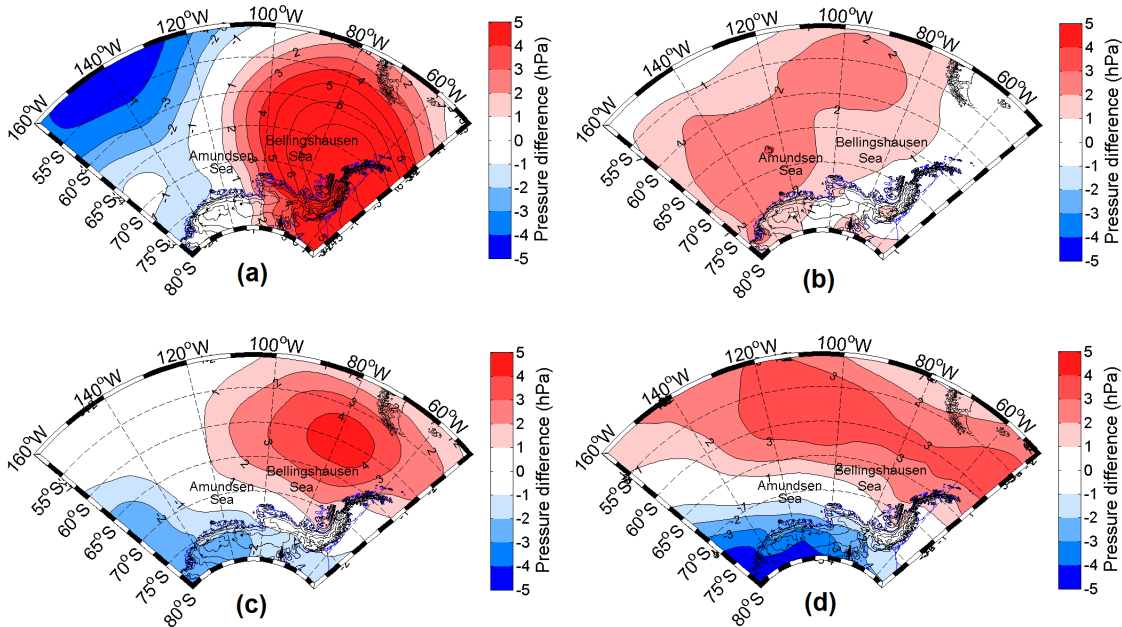 100°W
120°W
80°W
140°W
60°W
160°W
55°S
60°S
65°S
70°S
75°S
80°S
Amundsen
Sea
Bellingshausen
Sea
5
4
3
2
1
0
-1
-2
-3
-4
-5
Pressure difference (hPa)
(a)
100°W
120°W
80°W
140°W
60°W
160°W
55°S
60°S
65°S
70°S
75°S
80°S
Amundsen
Sea
Bellingshausen
Sea
5
4
3
2
1
0
-1
-2
-3
-4
-5
Pressure difference (hPa)
(b)
100°W
120°W
80°W
140°W
60°W
160°W
55°S
60°S
65°S
70°S
75°S
80°S
Amundsen
Sea
Bellingshausen
Sea
5
4
3
2
1
0
-1
-2
-3
-4
-5
Pressure difference (hPa)
(c)
100°W
120°W
80°W
140°W
60°W
160°W
55°S
60°S
65°S
70°S
75°S
80°S
Amundsen
Sea
Bellingshausen
Sea
5
4
3
2
1
0
-1
-2
-3
-4
-5
Pressure difference (hPa)
(d)